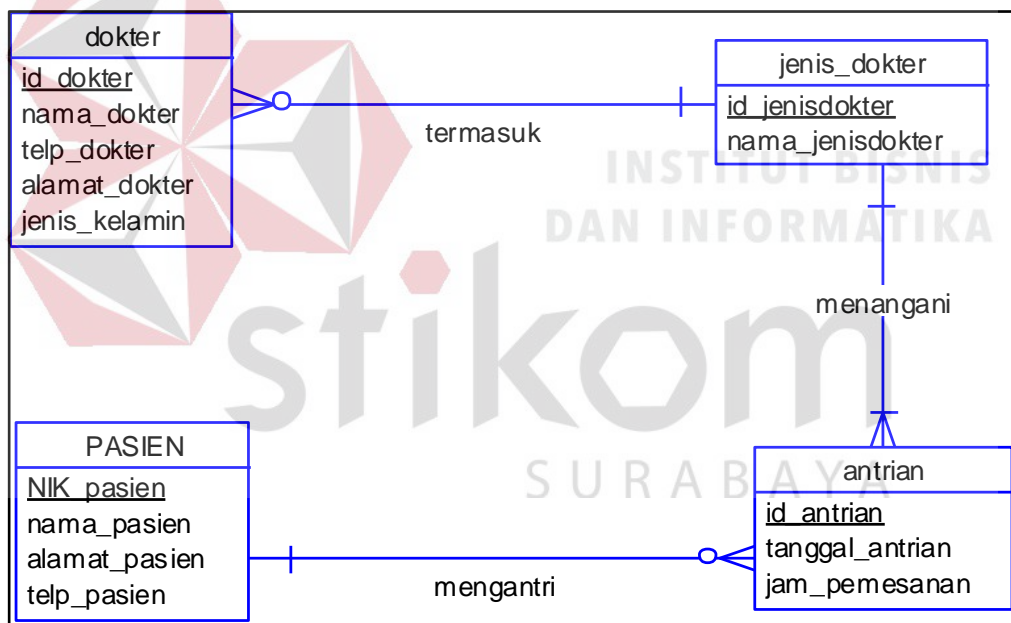 dokter
id_dokter
nama_dokter
telp_dokter
alamat_dokter
jenis_kelamin
termasuk
jenis_dokter
id_jenisdokter
nama_jenisdokter
INSTITUT BISNIS
DAN INFORMATIKA
menangani
stikom
SURABAYA
PASIEN
NIK_pasien
nama_pasien
alamat_pasien
telp_pasien
mengantri
antrian
id_antrian
tanggal_antrian
jam_pemesanan